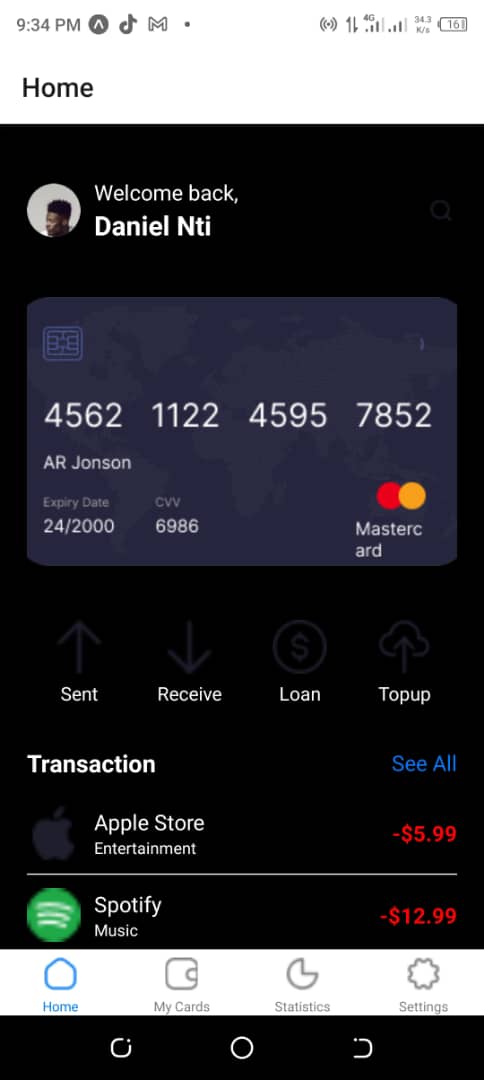 9:34 PM
4G
34.3
K/s
16
Home
Welcome back,
Daniel Nti
4562 1122 4595 7852
AR Jonson
Expiry Date CVV
24/2000 6986
Masterc
ard
Sent Receive Loan Topup
Transaction See All
Apple Store
Entertainment
-$5.99
Spotify
Music
-$12.99
Home My Cards Statistics Settings